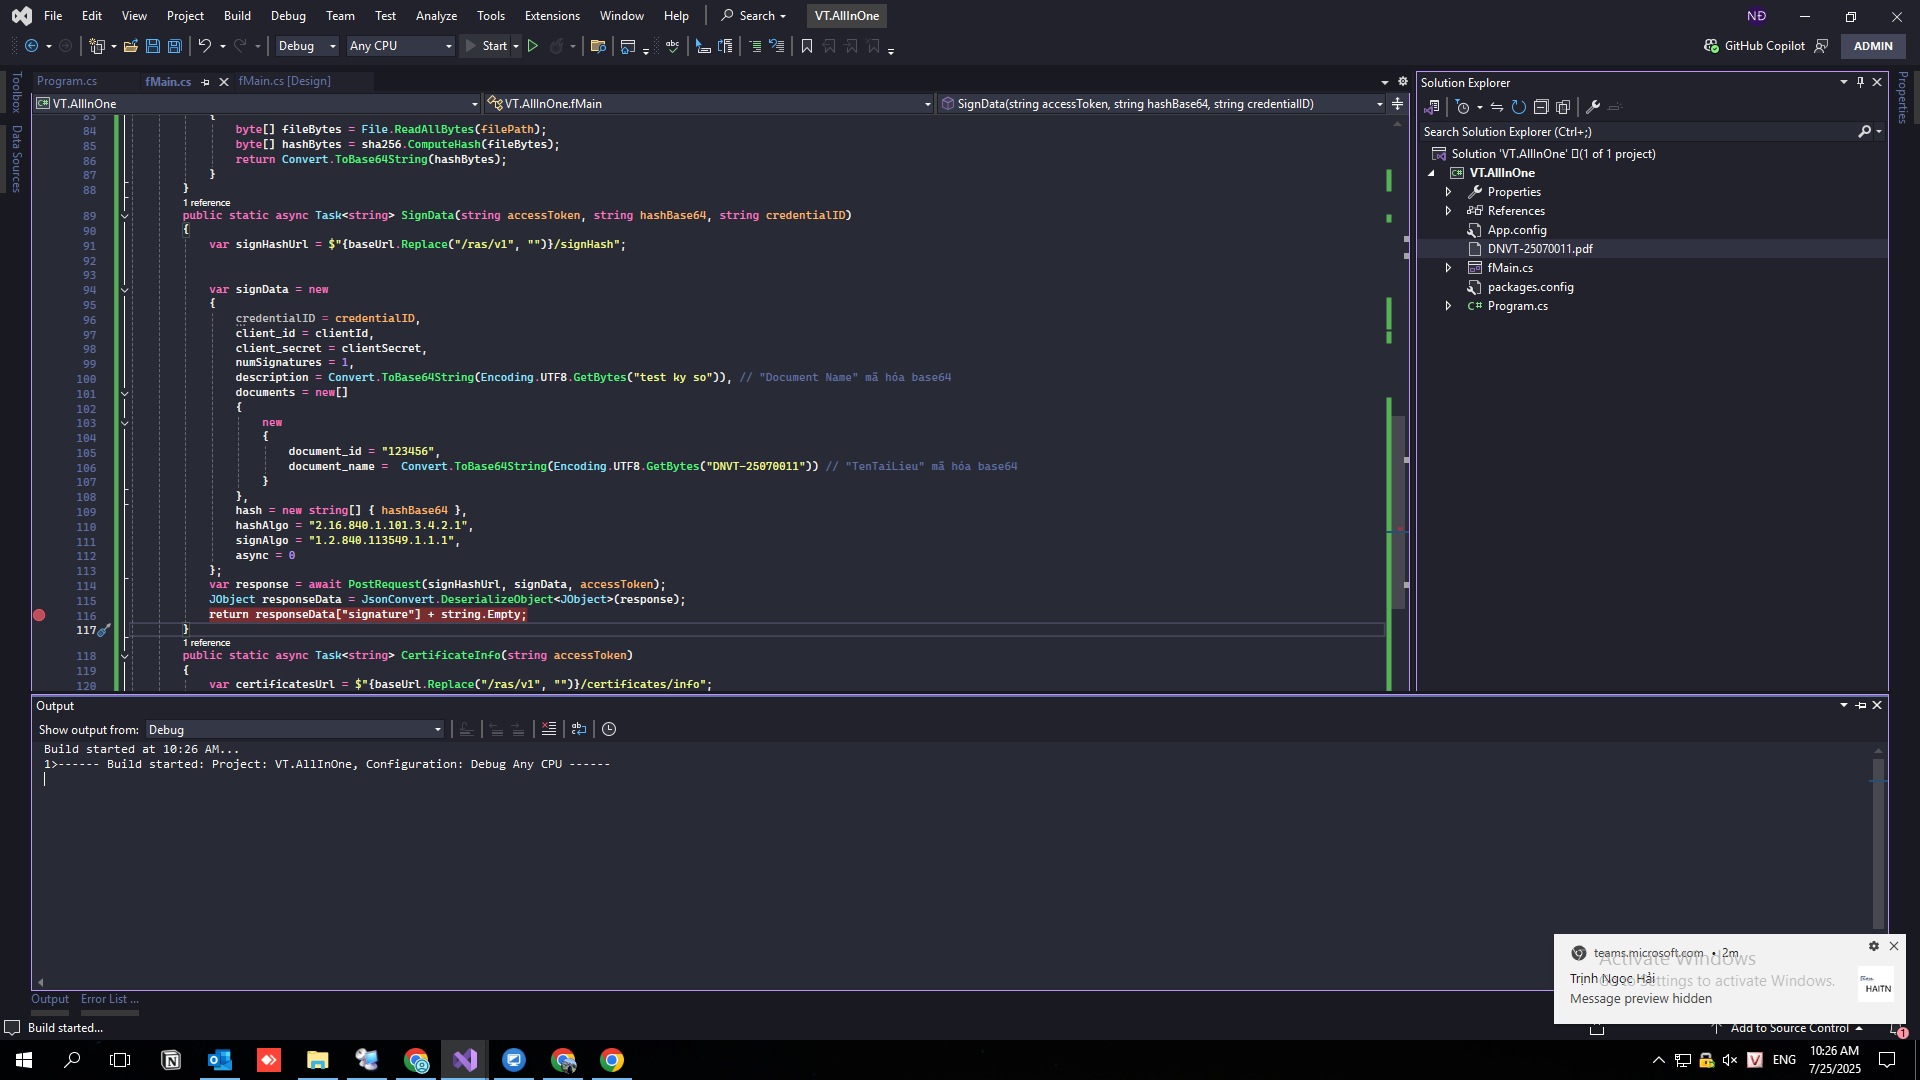 File Edit View Project Build Debug Team Test Analyze Tools Extensions Window Help Search VT.AllInOne NĐ
Debug Any CPU Start GitHub Copilot ADMIN
Toolbox
Data Sources
Program.cs fMain.cs fMain.cs [Design]
VT.AllInOne VT.AllInOne.fMain SignData(string accessToken, string hashBase64, string credentialID)
83 {
84 byte[] fileBytes = File.ReadAllBytes(filePath);
85 byte[] hashBytes = sha256.ComputeHash(fileBytes);
86 return Convert.ToBase64String(hashBytes);
87 }
88 }
1 reference
89 public static async Task<string> SignData(string accessToken, string hashBase64, string credentialID)
90 {
91 var signHashUrl = $"{baseUrl.Replace("/ras/v1", "")}/signHash";
92
93
94 var signData = new
95 {
96 credentialID = credentialID,
97 client_id = clientId,
98 client_secret = clientSecret,
99 numSignatures = 1,
100 description = Convert.ToBase64String(Encoding.UTF8.GetBytes("test ky so")), // "Document Name" mã hóa base64
101 documents = new[]
102 {
103 new
104 {
105 document_id = "123456",
106 document_name = Convert.ToBase64String(Encoding.UTF8.GetBytes("DNVT-25070011")) // "TenTaiLieu" mã hóa base64
107 }
108 },
109 hash = new string[] { hashBase64 },
110 hashAlgo = "2.16.840.1.101.3.4.2.1",
111 signAlgo = "1.2.840.113549.1.1.1",
112 async = 0
113 };
114 var response = await PostRequest(signHashUrl, signData, accessToken);
115 JObject responseData = JsonConvert.DeserializeObject<JObject>(response);
116 return responseData["signature"] + string.Empty;
117 }
1 reference
118 public static async Task<string> CertificateInfo(string accessToken)
119 {
120 var certificatesUrl = $"{baseUrl.Replace("/ras/v1", "")}/certificates/info";
Solution Explorer
Search Solution Explorer (Ctrl+;)
Solution 'VT.AllInOne' (1 of 1 project)
VT.AllInOne
Properties
References
App.config
DNVT-25070011.pdf
fMain.cs
packages.config
C# Program.cs
Properties
Output
Show output from: Debug
Build started at 10:26 AM...
1>------ Build started: Project: VT.AllInOne, Configuration: Debug Any CPU ------
Output Error List ...
teams.microsoft.com • 2m
Trịnh Ngọc Hải
Message preview hidden
HAITN
Activate Windows
Go to Settings to activate Windows.
Build started... Add to Source Control 1
ENG 10:26 AM
7/25/2025